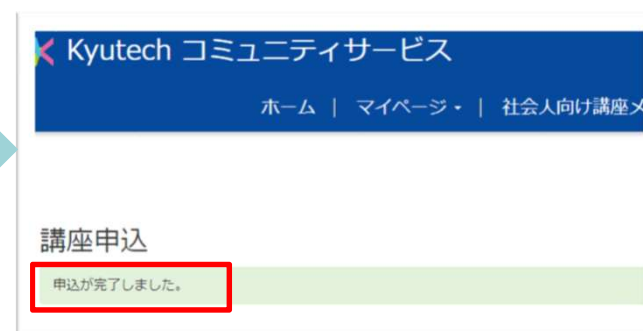 Kyutech コミュニティサービス
ホーム | マイページ ・ | 社会人向け講座メ
講座申込
申込が完了しました。